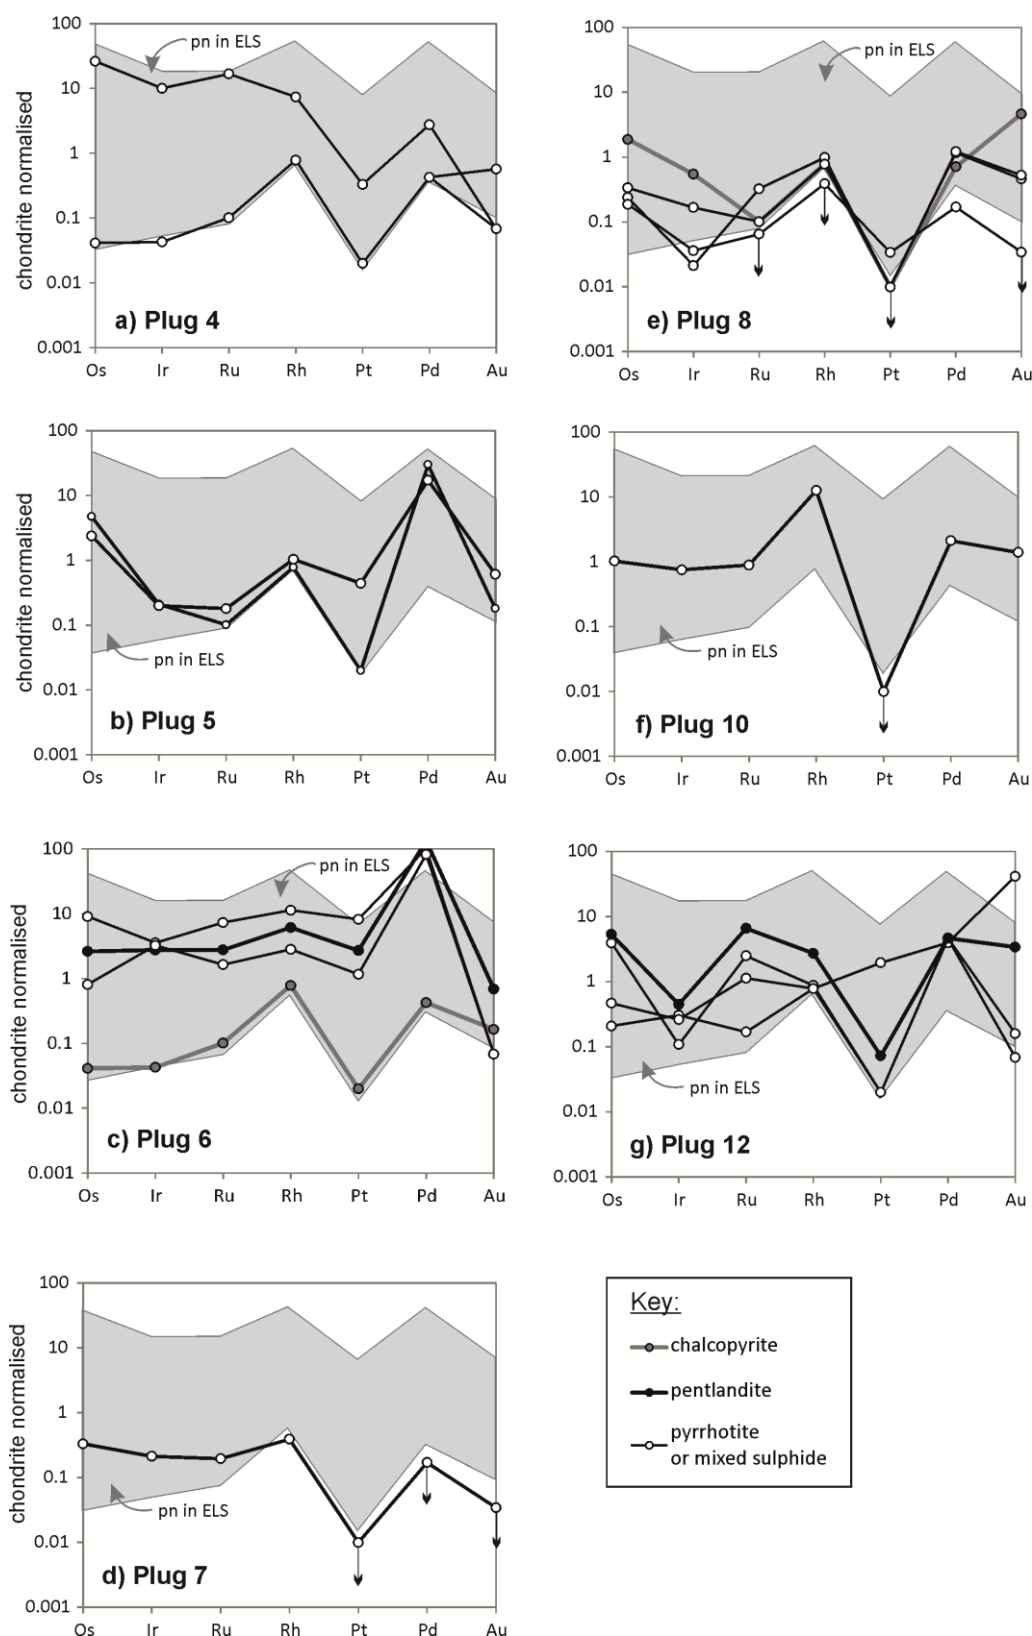 chondrite normalised
100
10
1
0.1
0.01
0.001
pn in ELS
a) Plug 4
Os Ir Ru Rh Pt Pd Au
100
10
1
0.1
0.01
0.001
pn in ELS
e) Plug 8
Os Ir Ru Rh Pt Pd Au
chondrite normalised
100
10
1
0.1
0.01
0.001
pn in ELS
b) Plug 5
Os Ir Ru Rh Pt Pd Au
100
10
1
0.1
0.01
0.001
pn in ELS
f) Plug 10
Os Ir Ru Rh Pt Pd Au
chondrite normalised
100
10
1
0.1
0.01
0.001
pn in ELS
c) Plug 6
Os Ir Ru Rh Pt Pd Au
100
10
1
0.1
0.01
0.001
pn in ELS
g) Plug 12
Os Ir Ru Rh Pt Pd Au
chondrite normalised
100
10
1
0.1
0.01
0.001
pn in ELS
d) Plug 7
Os Ir Ru Rh Pt Pd Au
Key:
chalcopyrite
pentlandite
pyrrhotite
or mixed sulphide